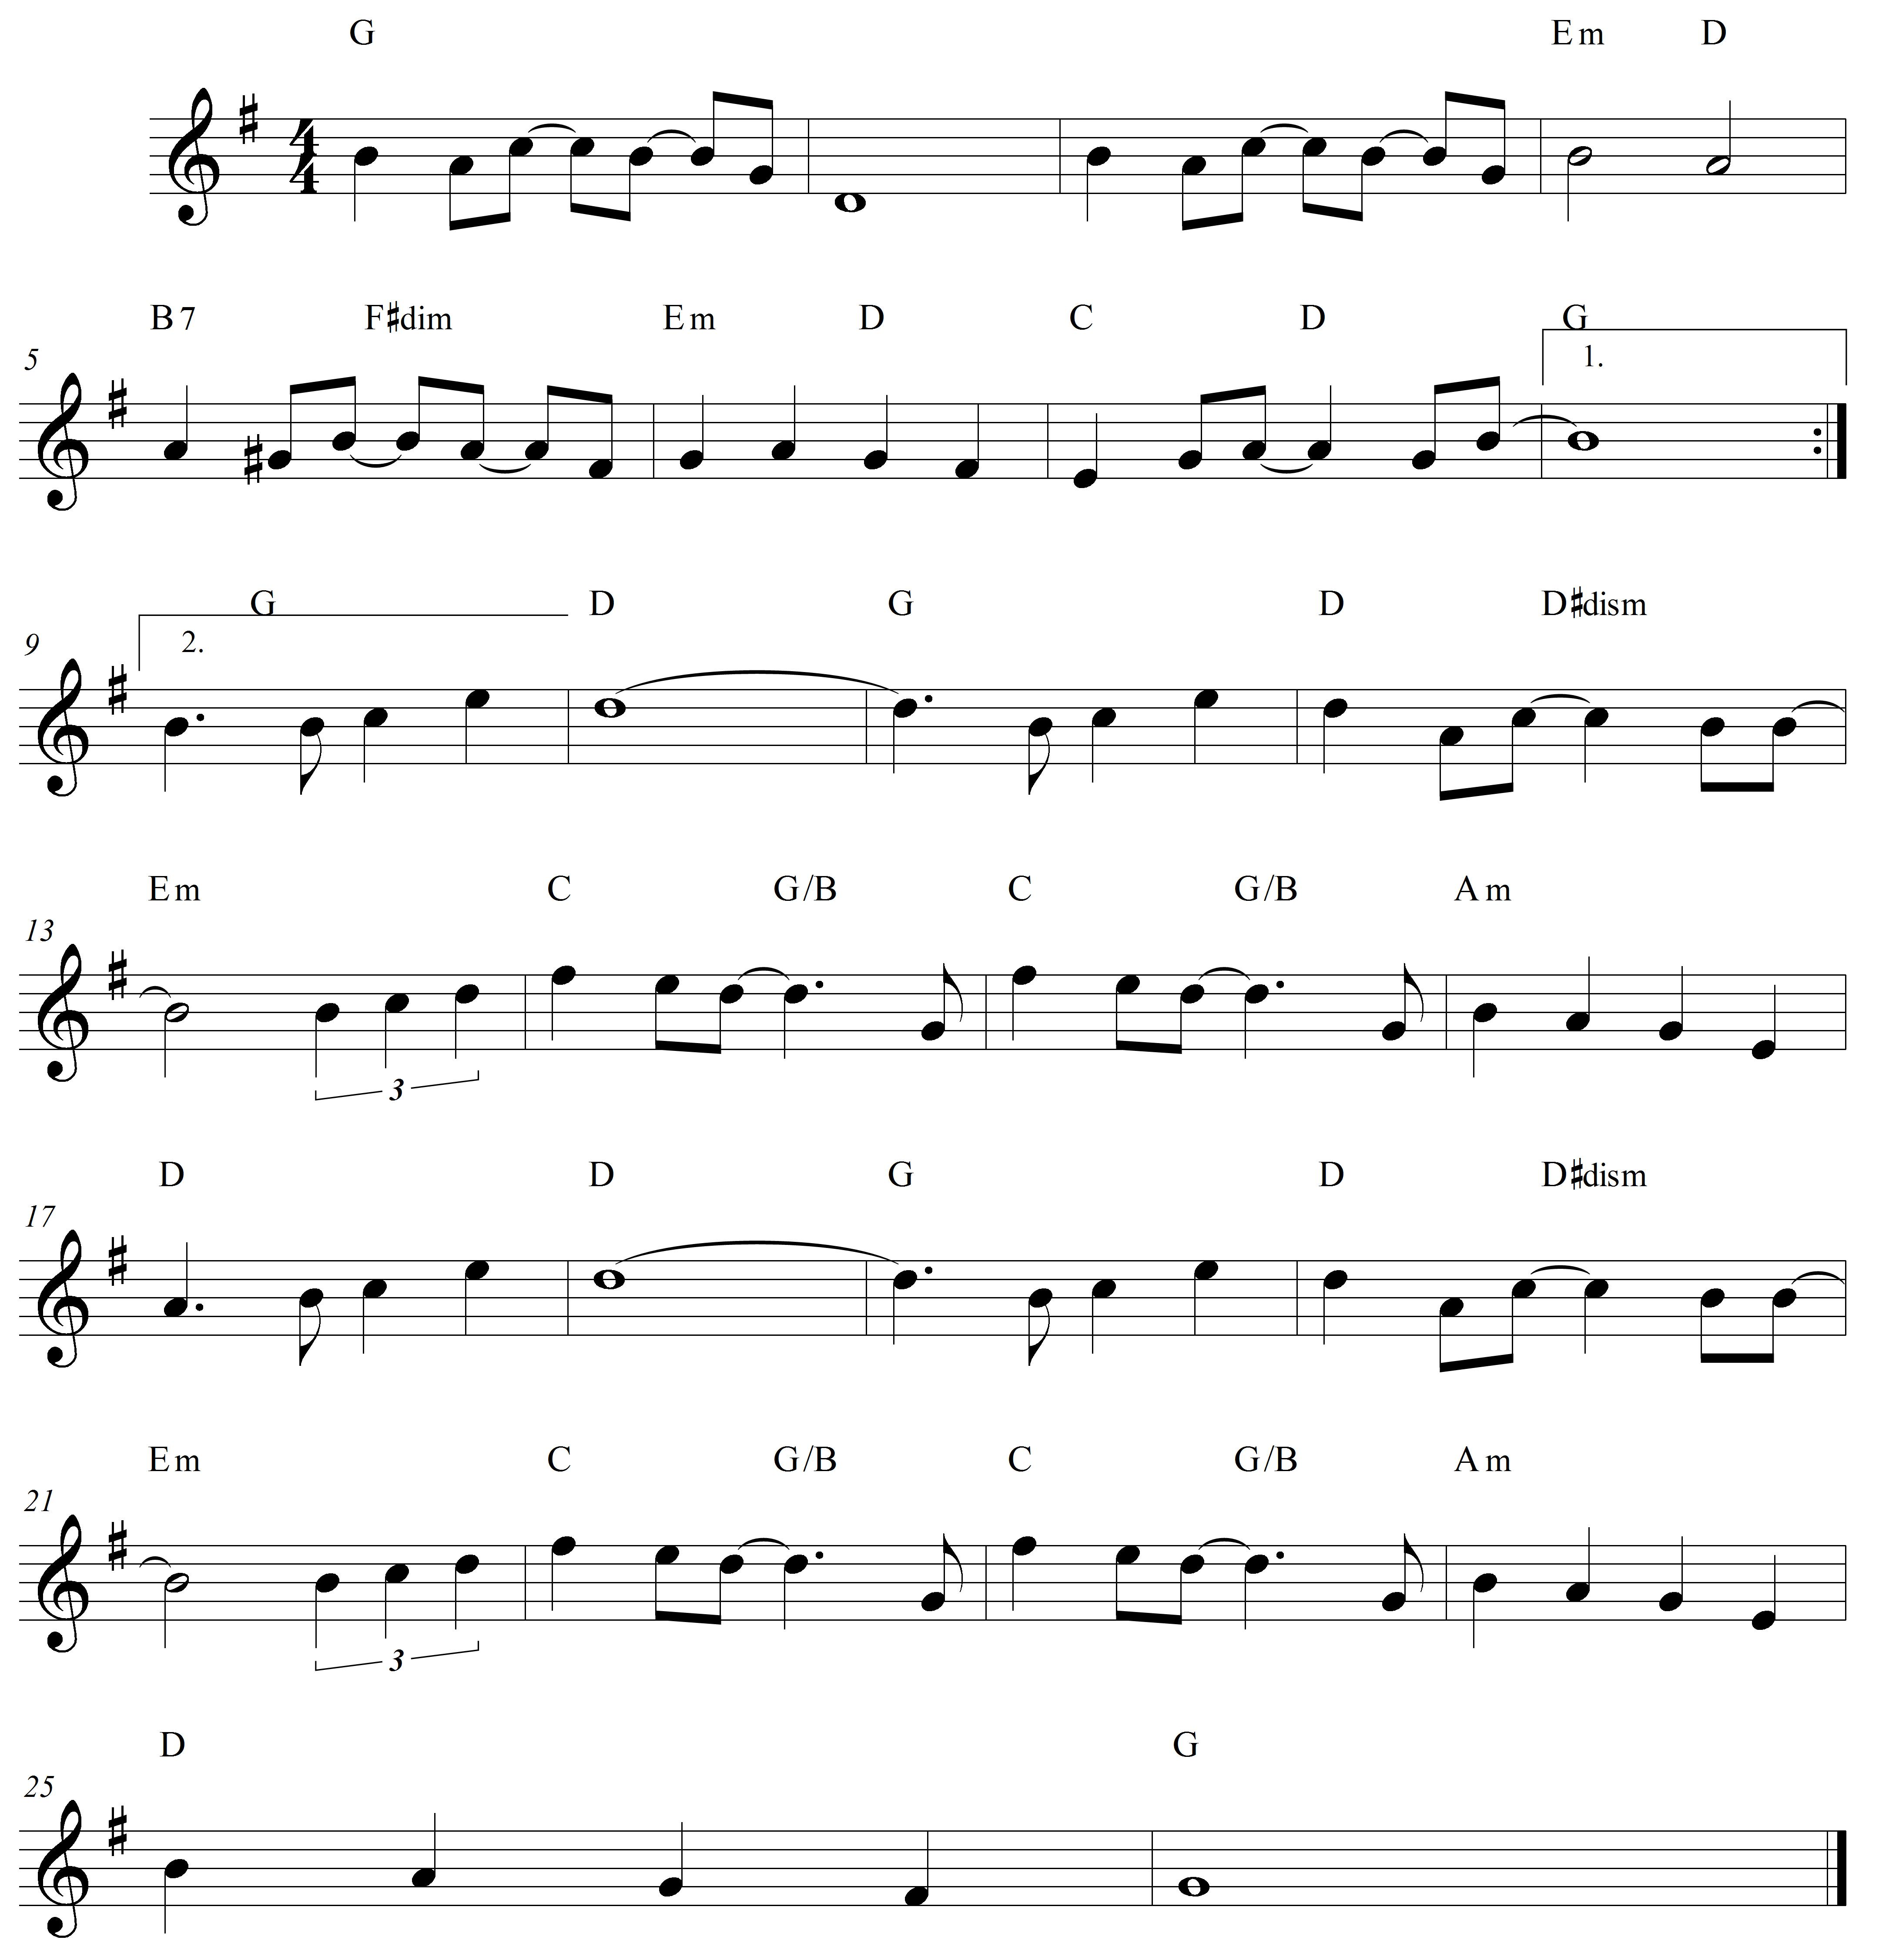 G Em D
4
4
B7 F♯dim Em D C D G
5
1.
G D G D D♯dism
9
2.
Em C G/B C G/B Am
13
3
D D G D D♯dism
17
Em C G/B C G/B Am
21
3
D G
25